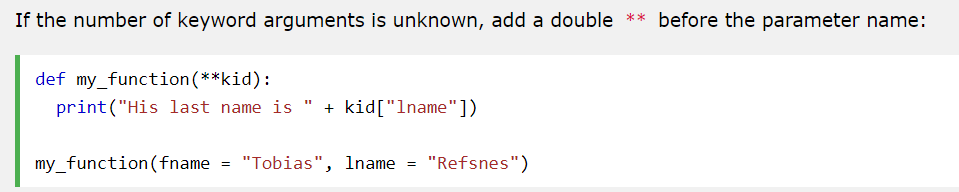 If the number of keyword arguments is unknown, add a double ** before the parameter name:
def my_function(**kid):
  print("His last name is " + kid["lname"])
my_function(fname = "Tobias", lname = "Refsnes")